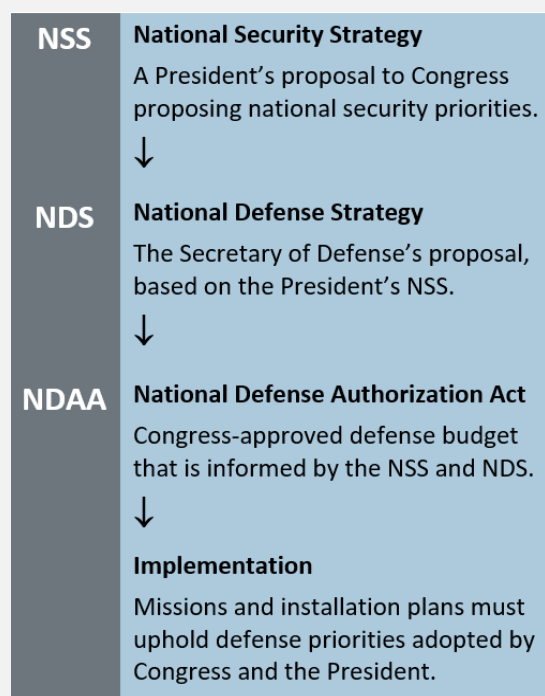 NSS
National Security Strategy
A President’s proposal to Congress
proposing national security priorities.
↓
NDS
National Defense Strategy
The Secretary of Defense’s proposal,
based on the President’s NSS.
↓
NDAA
National Defense Authorization Act
Congress-approved defense budget
that is informed by the NSS and NDS.
↓
Implementation
Missions and installation plans must
uphold defense priorities adopted by
Congress and the President.